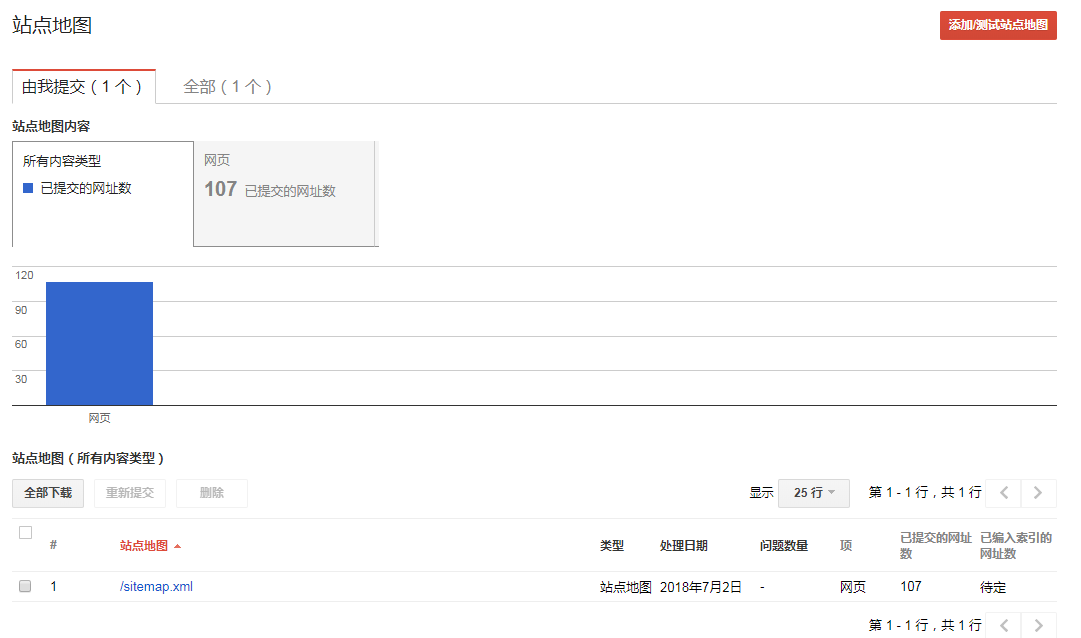 站点地图
添加/测试站点地图
由我提交 ( 1 个 )
全部 ( 1 个 )
站点地图内容
所有内容类型
已提交的网址数
网页
107 已提交的网址数
120
90
60
30
网页
站点地图 ( 所有内容类型 )
全部下载 重新提交 删除 显示 25 行 第 1 - 1 行，共 1 行
# 站点地图 类型 处理日期 问题数量 项 已提交的网址数 已编入索引的网址数
1 /sitemap.xml 站点地图 2018年7月2日 - 网页 107 待定
第 1 - 1 行，共 1 行